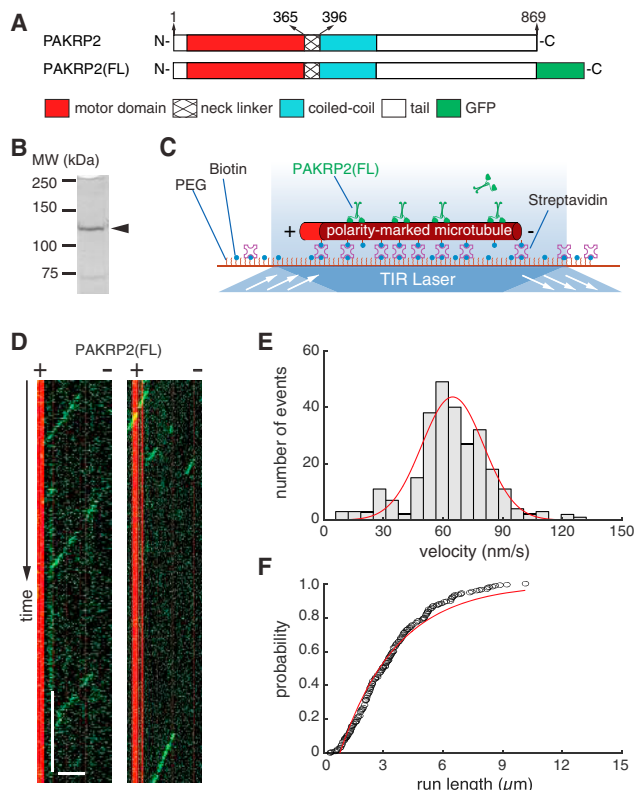 A
1 365 396 869
PAKRP2 N- -C
PAKRP2(FL) N- -C
motor domain neck linker coiled-coil tail GFP
B
MW (kDa)
250
150
100
75
C
PAKRP2(FL)
Biotin
PEG
Streptavidin
+ polarity-marked microtubule -
TIR Laser
D
PAKRP2(FL)
+ - + -
time
E
number of events
60
40
20
0
0 30 60 90 120 150
velocity (nm/s)
F
probability
1.0
0.8
0.6
0.4
0.2
0
0 3 6 9 12 15
run length (μm)